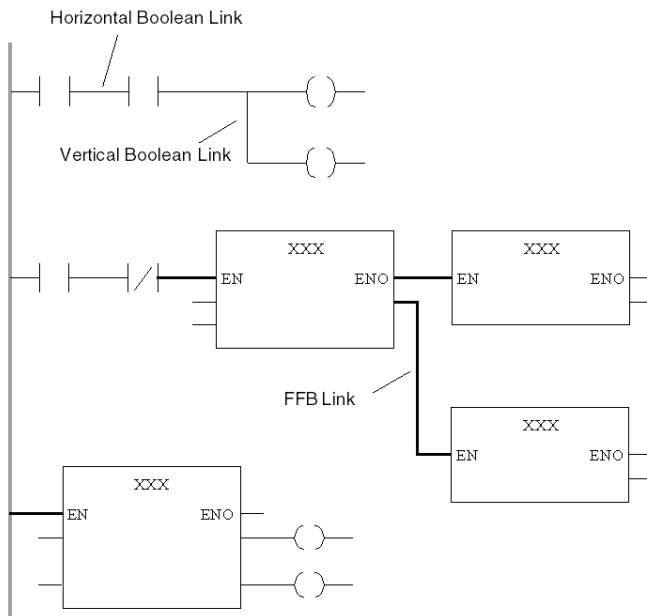 Horizontal Boolean Link
Vertical Boolean Link
XXX
EN ENO
XXX
EN ENO
FFB Link
XXX
EN ENO
XXX
EN ENO